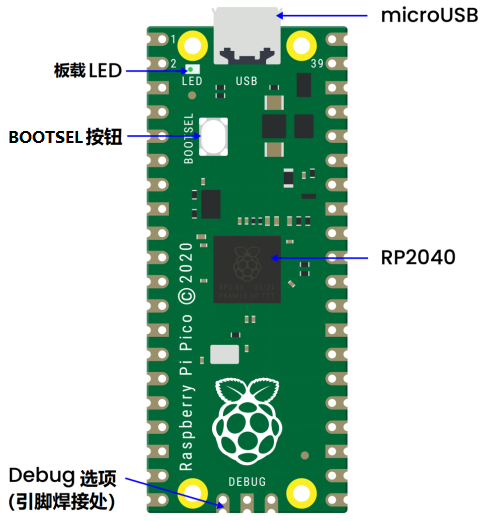 microUSB
1
2
39
板载 LED
LED
USB
BOOTSEL 按钮
BOOTSEL
RP2040
Raspberry Pi Pico © 2020
DEBUG
Debug 选项
(引脚焊接处)